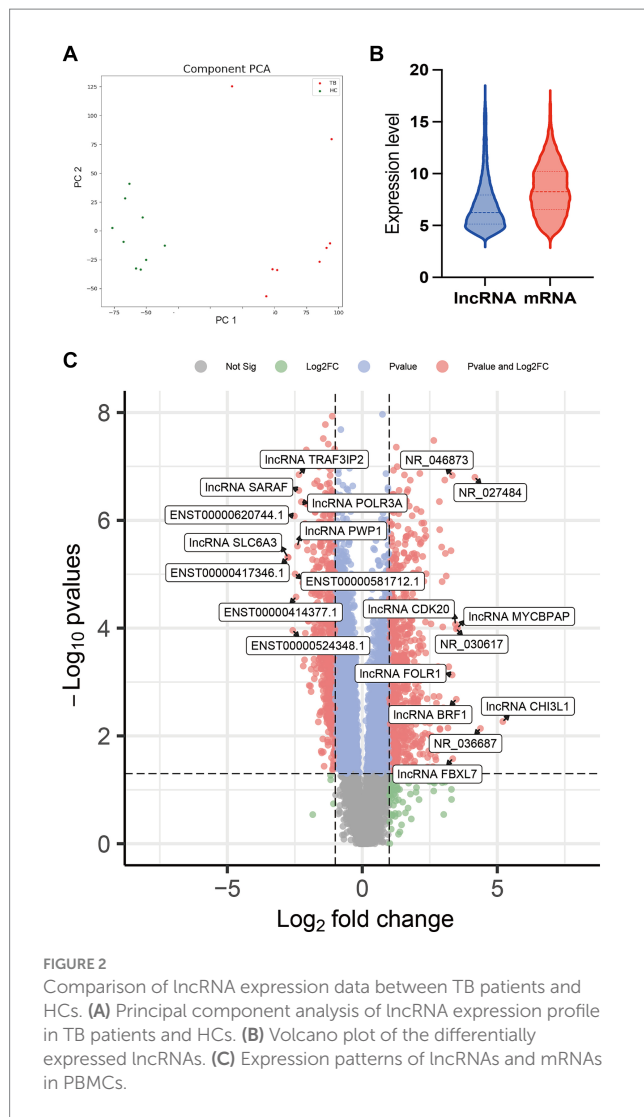 A
Component PCA
TB
HC
125
100
75
50
25
0
-25
-50
PC 2
-75
-50
-
-
50
75
100
PC 1
B
20
15
10
5
0
Expression level
lncRNA
mRNA
C
Not Sig
Log2FC
Pvalue
Pvalue and Log2FC
8
6
4
2
0
−Log10 pvalues
lncRNA TRAF3IP2
NR_046873
lncRNA SARAF
NR_027484
lncRNA POLR3A
ENST00000620744.1
lncRNA PWP1
lncRNA SLC6A3
ENST00000417346.1
ENST00000581712.1
ENST00000414377.1
lncRNA CDK20
lncRNA MYCBPAP
ENST00000524348.1
NR_030617
lncRNA FOLR1
lncRNA CHI3L1
lncRNA BRF1
NR_036687
lncRNA FBXL7
−5
0
5
Log2 fold change
FIGURE 2
Comparison of lncRNA expression data between TB patients and
HCs. (A) Principal component analysis of lncRNA expression profile
in TB patients and HCs. (B) Volcano plot of the differentially
expressed lncRNAs. (C) Expression patterns of lncRNAs and mRNAs
in PBMCs.